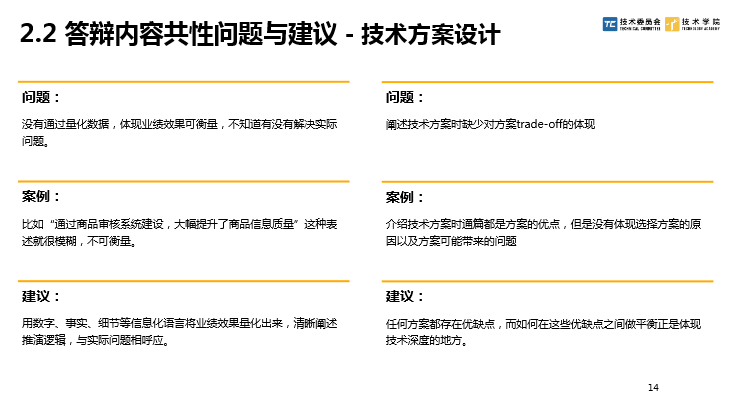 2.2 答辩内容共性问题与建议 - 技术方案设计
技术委员会
TECHNICAL COMMITTEE
技术学院
TECHNOLOGY ACADEMY
问题：
没有通过量化数据，体现业绩效果可衡量，不知道有没有解决实际
问题。
案例：
比如“通过商品审核系统建设，大幅提升了商品信息质量”这种表
述就很模糊，不可衡量。
建议：
用数字、事实、细节等信息化语言将业绩效果量化出来，清晰阐述
推演逻辑，与实际问题相呼应。
问题：
阐述技术方案时缺少对方案trade-off的体现
案例：
介绍技术方案时通篇都是方案的优点，但是没有体现选择方案的原
因以及方案可能带来的问题
建议：
任何方案都存在优缺点，而如何在这些优缺点之间做平衡正是体现
技术深度的地方。
14